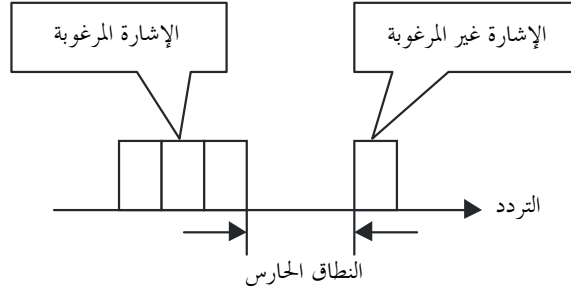 الإشارة غير المرغوبة
الإشارة المرغوبة
التردد
النطاق الحارس